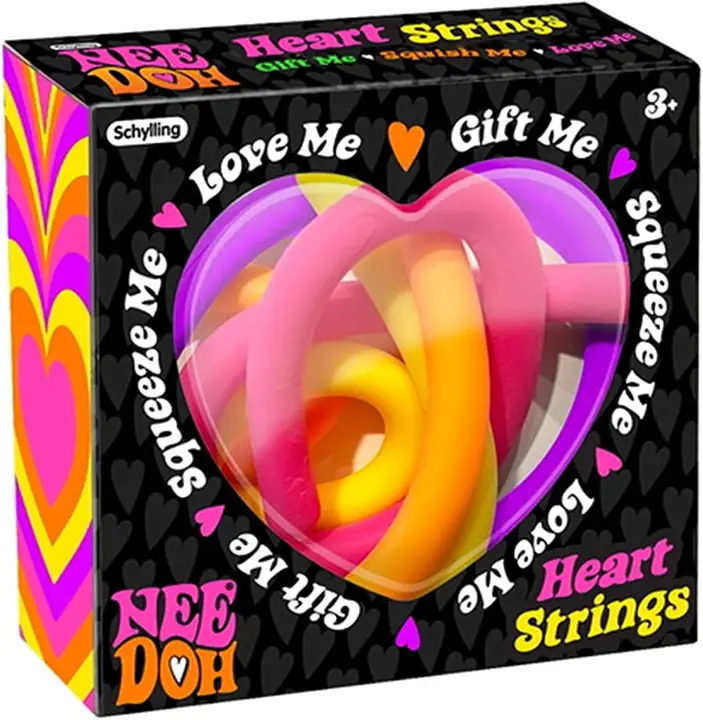 Schylling
NEE
DOH
Heart Strings
Gift Me Squish Me Love Me
Schylling
3+
Love Me
Gift Me
Squeeze Me
Love Me
Gift Me
Squeeze Me
NEE
DOH
Heart
Strings